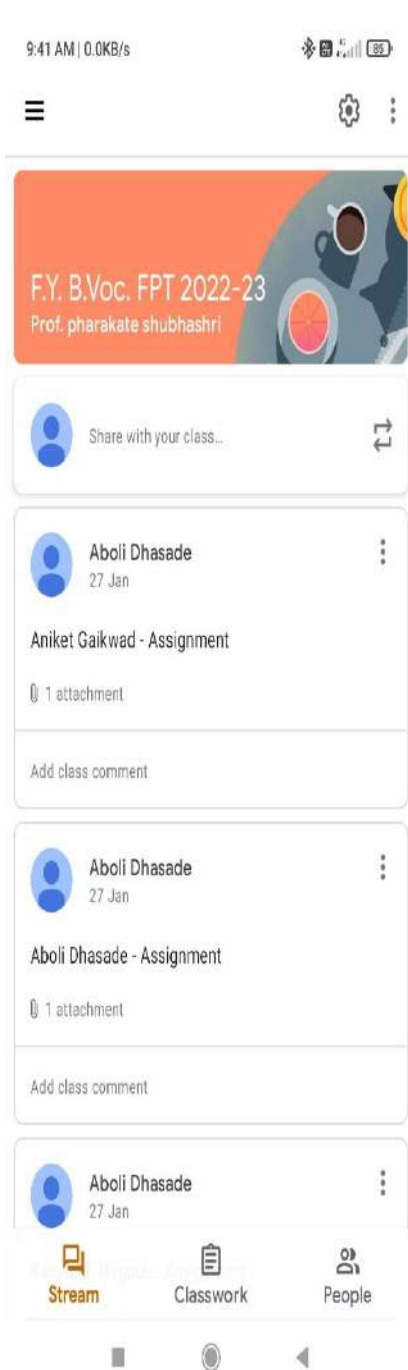 9:41 AM | 0.0KB/s
4G
85
F.Y. B.Voc. FPT 2022-23
Prof. pharakate shubhashri
Share with your class...
Aboli Dhasade
27 Jan
Aniket Gaikwad - Assignment
1 attachment
Add class comment
Aboli Dhasade
27 Jan
Aboli Dhasade - Assignment
1 attachment
Add class comment
Aboli Dhasade
27 Jan
Stream
Classwork
People